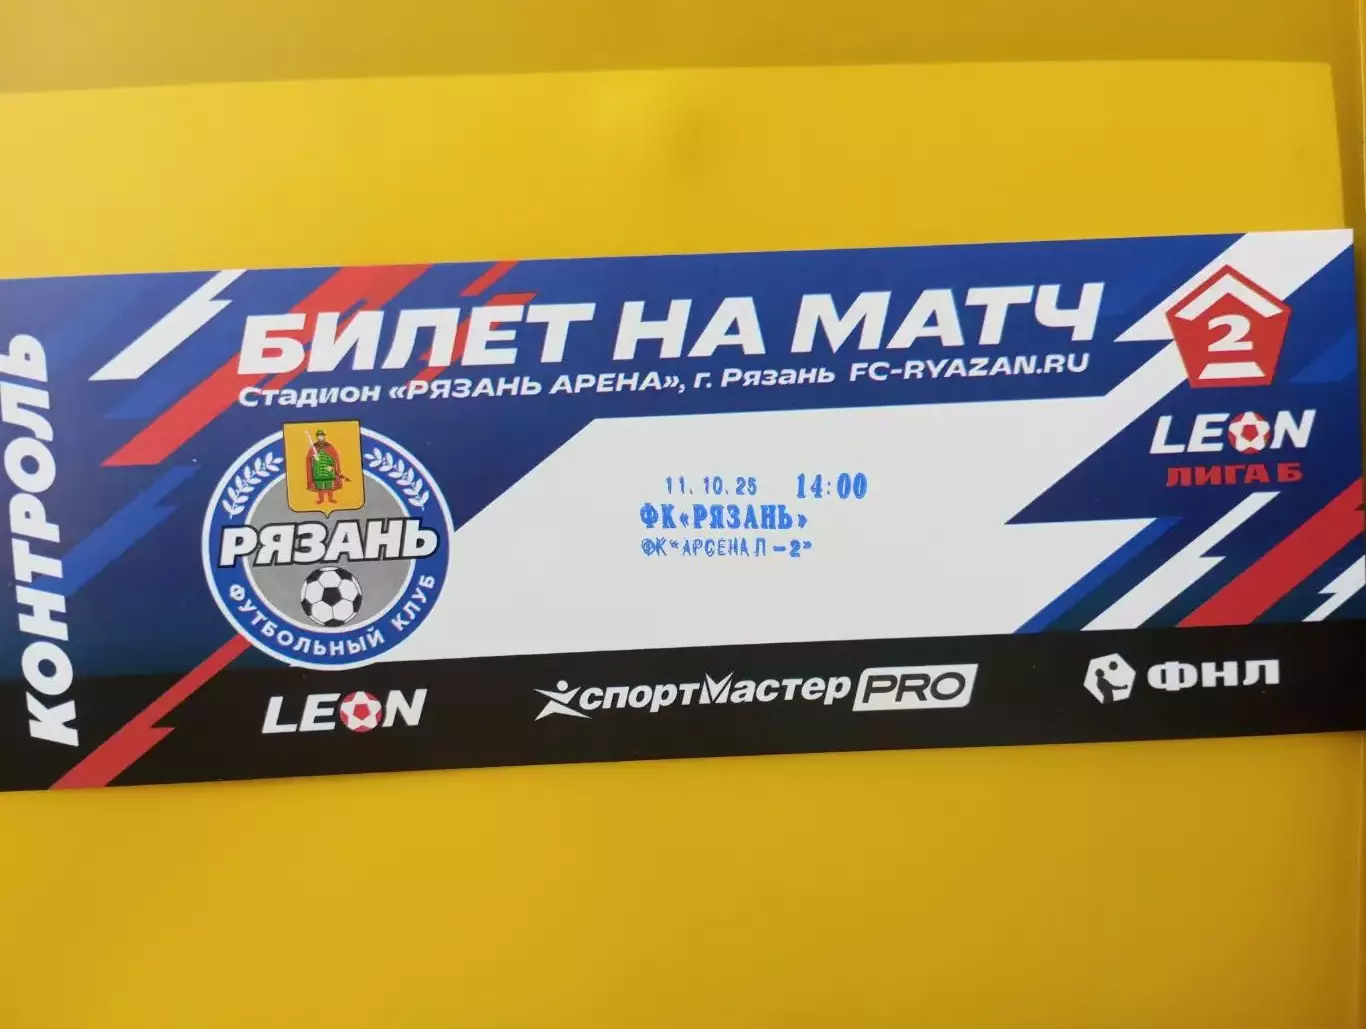 КОНТРОЛЬ
БИЛЕТ НА МАТЧ
Стадион «РЯЗАНЬ АРЕНА», г. Рязань FC-RYAZAN.RU
2
LEON
ЛИГА Б
11.10.25 14:00
ФК«РЯЗАНЬ»
ФК"АРСЕНАЛ-2"
РЯЗАНЬ
ФУТБОЛЬНЫЙ КЛУБ
LEON
СПОРТМАСТЕР PRO
ФНЛ